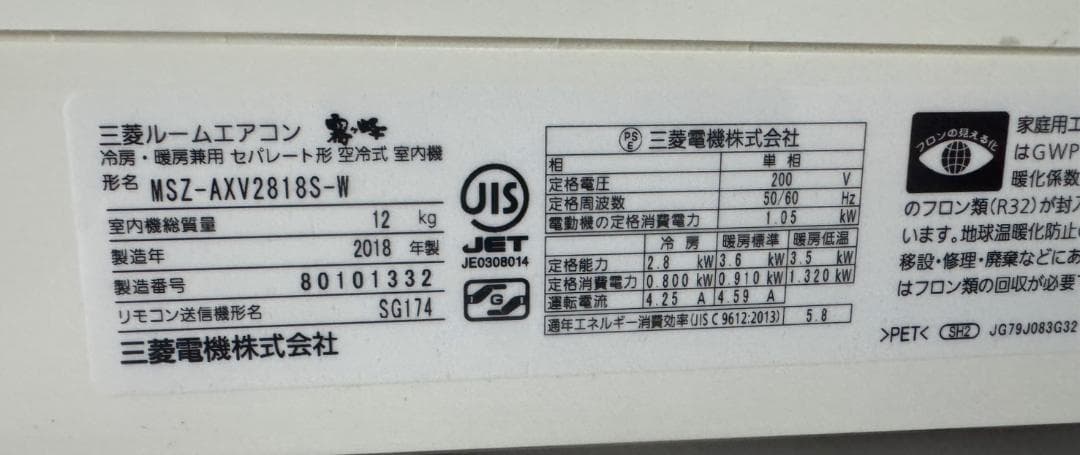 三菱ルームエアコン 霧ヶ峰
冷房・暖房兼用 セパレート形 空冷式 室内機
形名 MSZ-AXV2818S-W
室内機総質量 12 kg
製造年 2018 年製
製造番号 80101332
リモコン送信機形名 SG174
三菱電機株式会社
JIS
JET
JE0308014
G
PSE 三菱電機株式会社
相 単相
定格電圧 200 V
定格周波数 50/60 Hz
電動機の定格消費電力 1.05 kW
冷房 暖房標準 暖房低温
定格能力 2.8 kW 3.6 kW 3.5 kW
定格消費電力 0.800 kW 0.910 kW 1.320 kW
運転電流 4.25 A 4.59 A
通年エネルギー消費効率(JIS C 9612:2013) 5.8
フロンの見える化
家庭用エ
はGWP
暖化係数
のフロン類(R32)が封入
います。地球温暖化防止の
移設・修理・廃棄などにあ
はフロン類の回収が必要
>PET< SH2 JG79J083G32